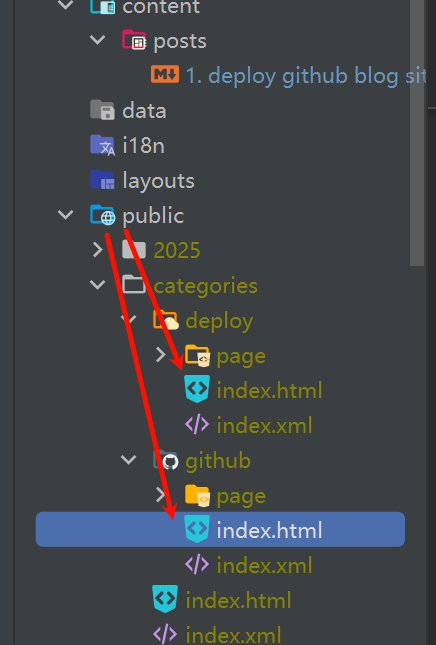 content
posts
M↓ 1. deploy github blog sit
data
i18n
layouts
public
2025
categories
deploy
page
index.html
index.xml
github
page
index.html
index.xml
index.html
index.xml